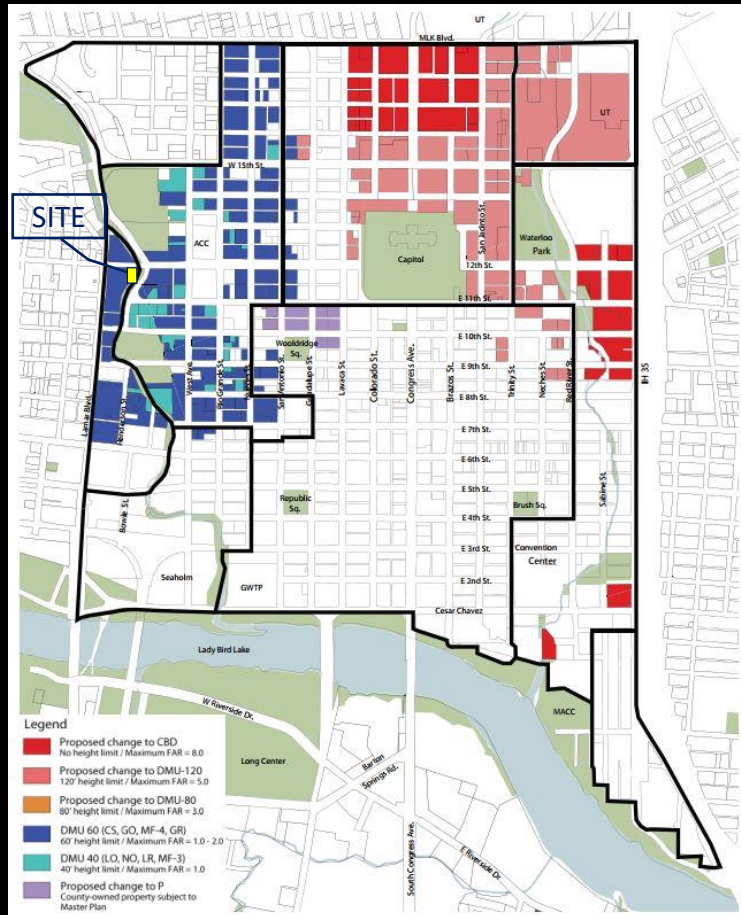 UT
MLK Blvd.
UT
W 15th St.
SITE
ACC
Capitol
San Jacinto St.
Waterloo
Park
12th St.
E 11th St.
E 10th St.
Wooldridge
Sq.
E 9th St.
E 8th St.
E 7th St.
E 6th St.
E 5th St.
E 4th St.
E 3rd St.
E 2nd St.
Lamar Blvd.
Henderson St.
West Ave.
Rio Grande St.
San Antonio St.
Guadalupe St.
Lavaca St.
Colorado St.
Congress Ave.
Brazos St.
Trinity St.
Neches St.
Red River St.
Sabine St.
IH 35
Bowie St.
Republic
Sq.
Brush Sq.
Convention
Center
Seaholm
GWTP
Cesar Chavez
Lady Bird Lake
W Riverside Dr.
MACC
Long Center
Barton
Springs Rd.
South Congress Ave.
E Riverside Dr.
Legend
Proposed change to CBD
No height limit / Maximum FAR = 8.0
Proposed change to DMU-120
120' height limit / Maximum FAR = 5.0
Proposed change to DMU-80
80' height limit / Maximum FAR = 3.0
DMU 60 (CS, GO, MF-4, GR)
60' height limit / Maximum FAR = 1.0 - 2.0
DMU 40 (LO, NO, LR, MF-3)
40' height limit / Maximum FAR = 1.0
Proposed change to P
County-owned property subject to
Master Plan